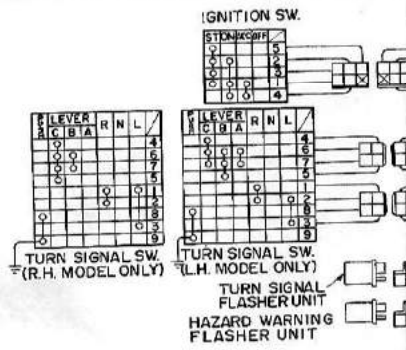 IGNITION SW.
ST ON ACC OFF
5
2
3
1
4
LEVER
C B A R N L
4
6
7
5
1
2
8
3
9
TURN SIGNAL SW.
(R.H. MODEL ONLY)
LEVER
C B A R N L
4
6
7
5
1
2
8
3
9
TURN SIGNAL SW.
(L.H. MODEL ONLY)
TURN SIGNAL
FLASHER UNIT
HAZARD WARNING
FLASHER UNIT